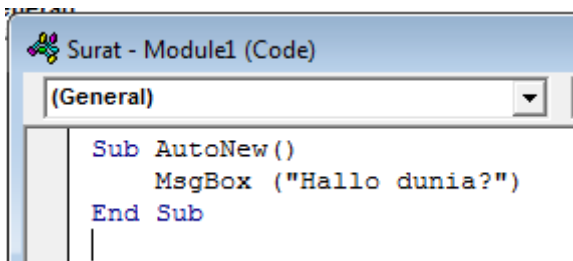 Surat - Module1 (Code)
(General)
Sub AutoNew()
MsgBox ("Hallo dunia?")
End Sub